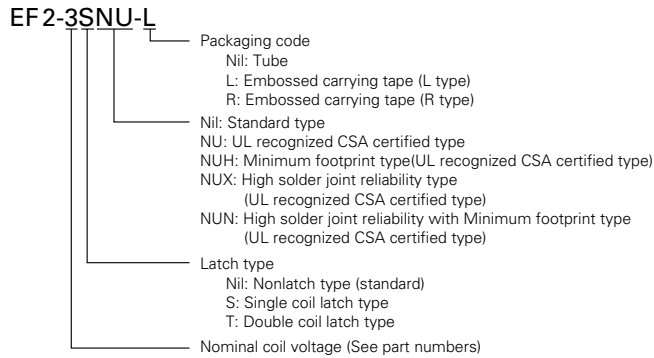 EF2-3SNU-L
Packaging code
Nil: Tube
L: Embossed carrying tape (L type)
R: Embossed carrying tape (R type)
Nil: Standard type
NU: UL recognized CSA certified type
NUH: Minimum footprint type(UL recognized CSA certified type)
NUX: High solder joint reliability type
(UL recognized CSA certified type)
NUN: High solder joint reliability with Minimum footprint type
(UL recognized CSA certified type)
Latch type
Nil: Nonlatch type (standard)
S: Single coil latch type
T: Double coil latch type
Nominal coil voltage (See part numbers)